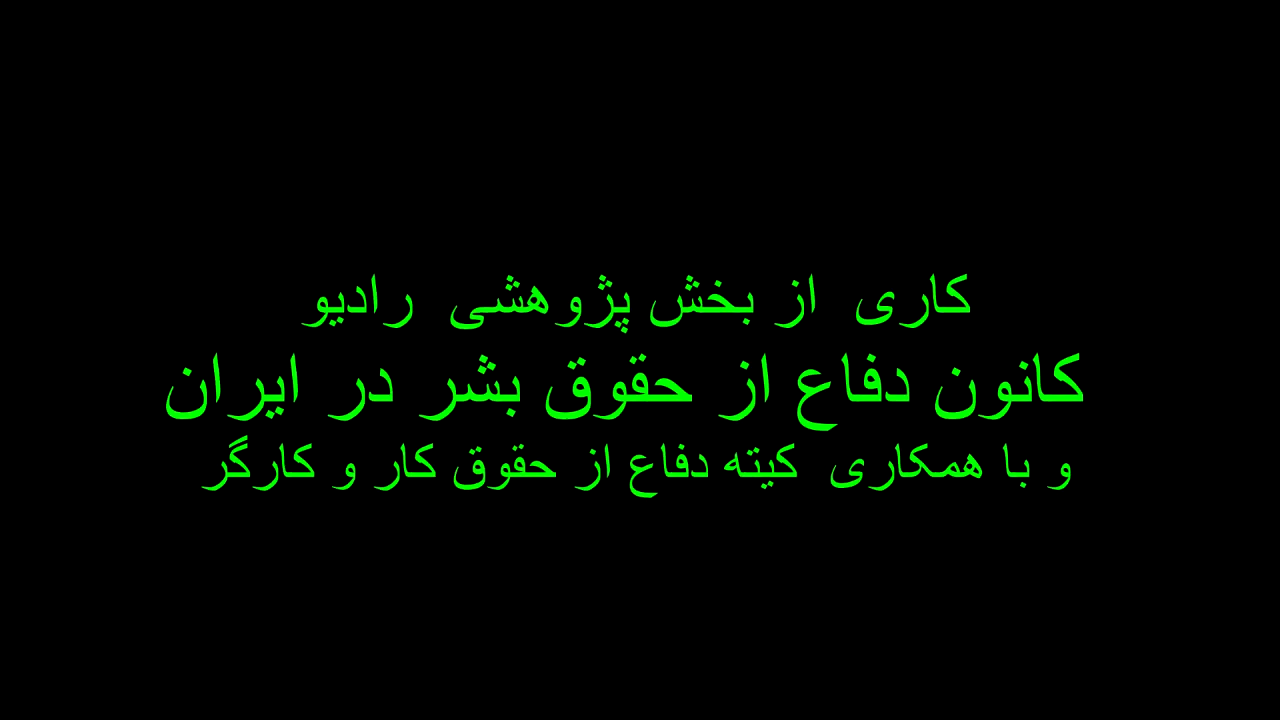 کاری از بخش پژوهشی رادیو
کانون دفاع از حقوق بشر در ایران
و با همکاری کیته دفاع از حقوق کار و کارگر